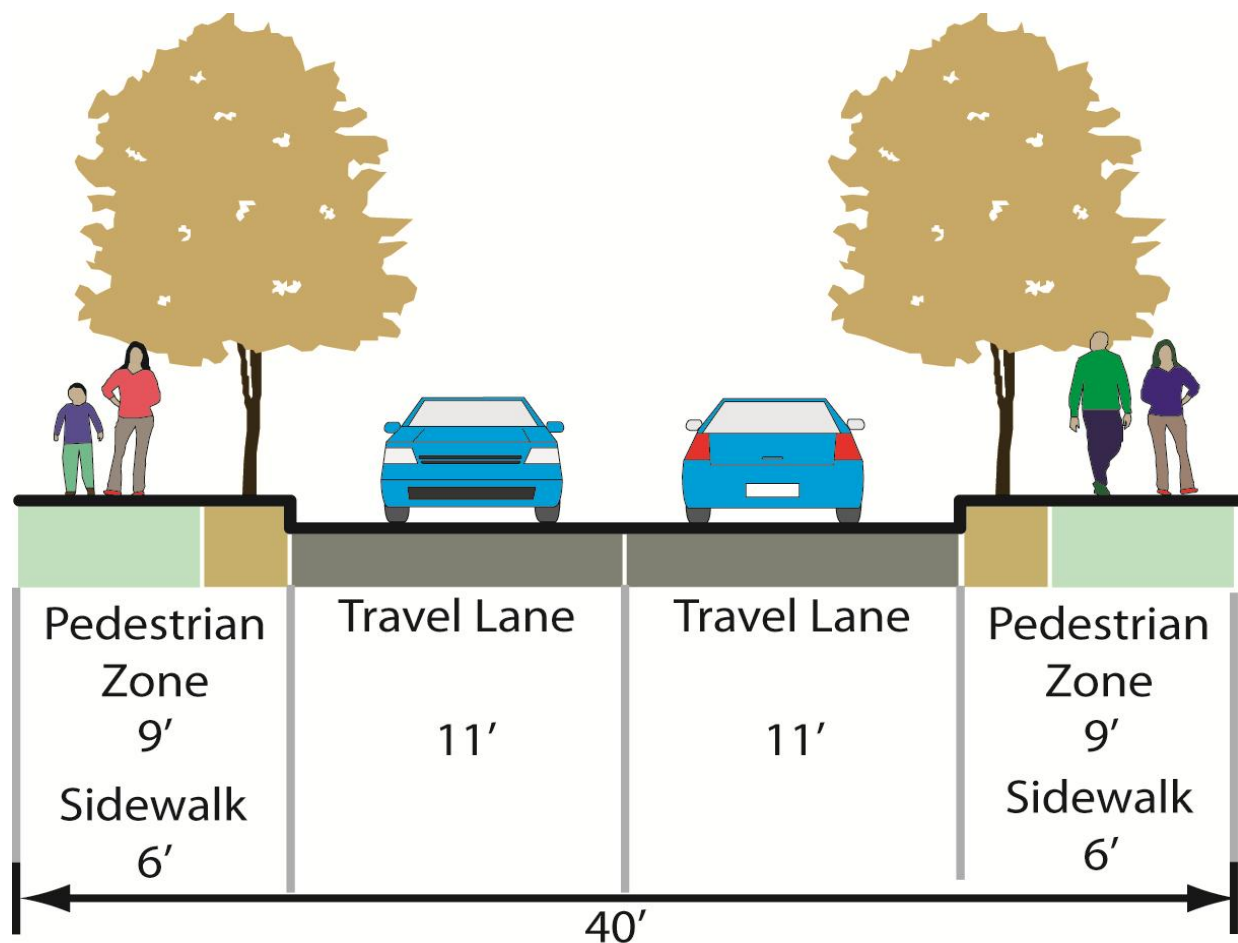 Pedestrian
Zone
9’
Sidewalk
6’
Travel Lane
11’
Travel Lane
11’
Pedestrian
Zone
9’
Sidewalk
6’
40’